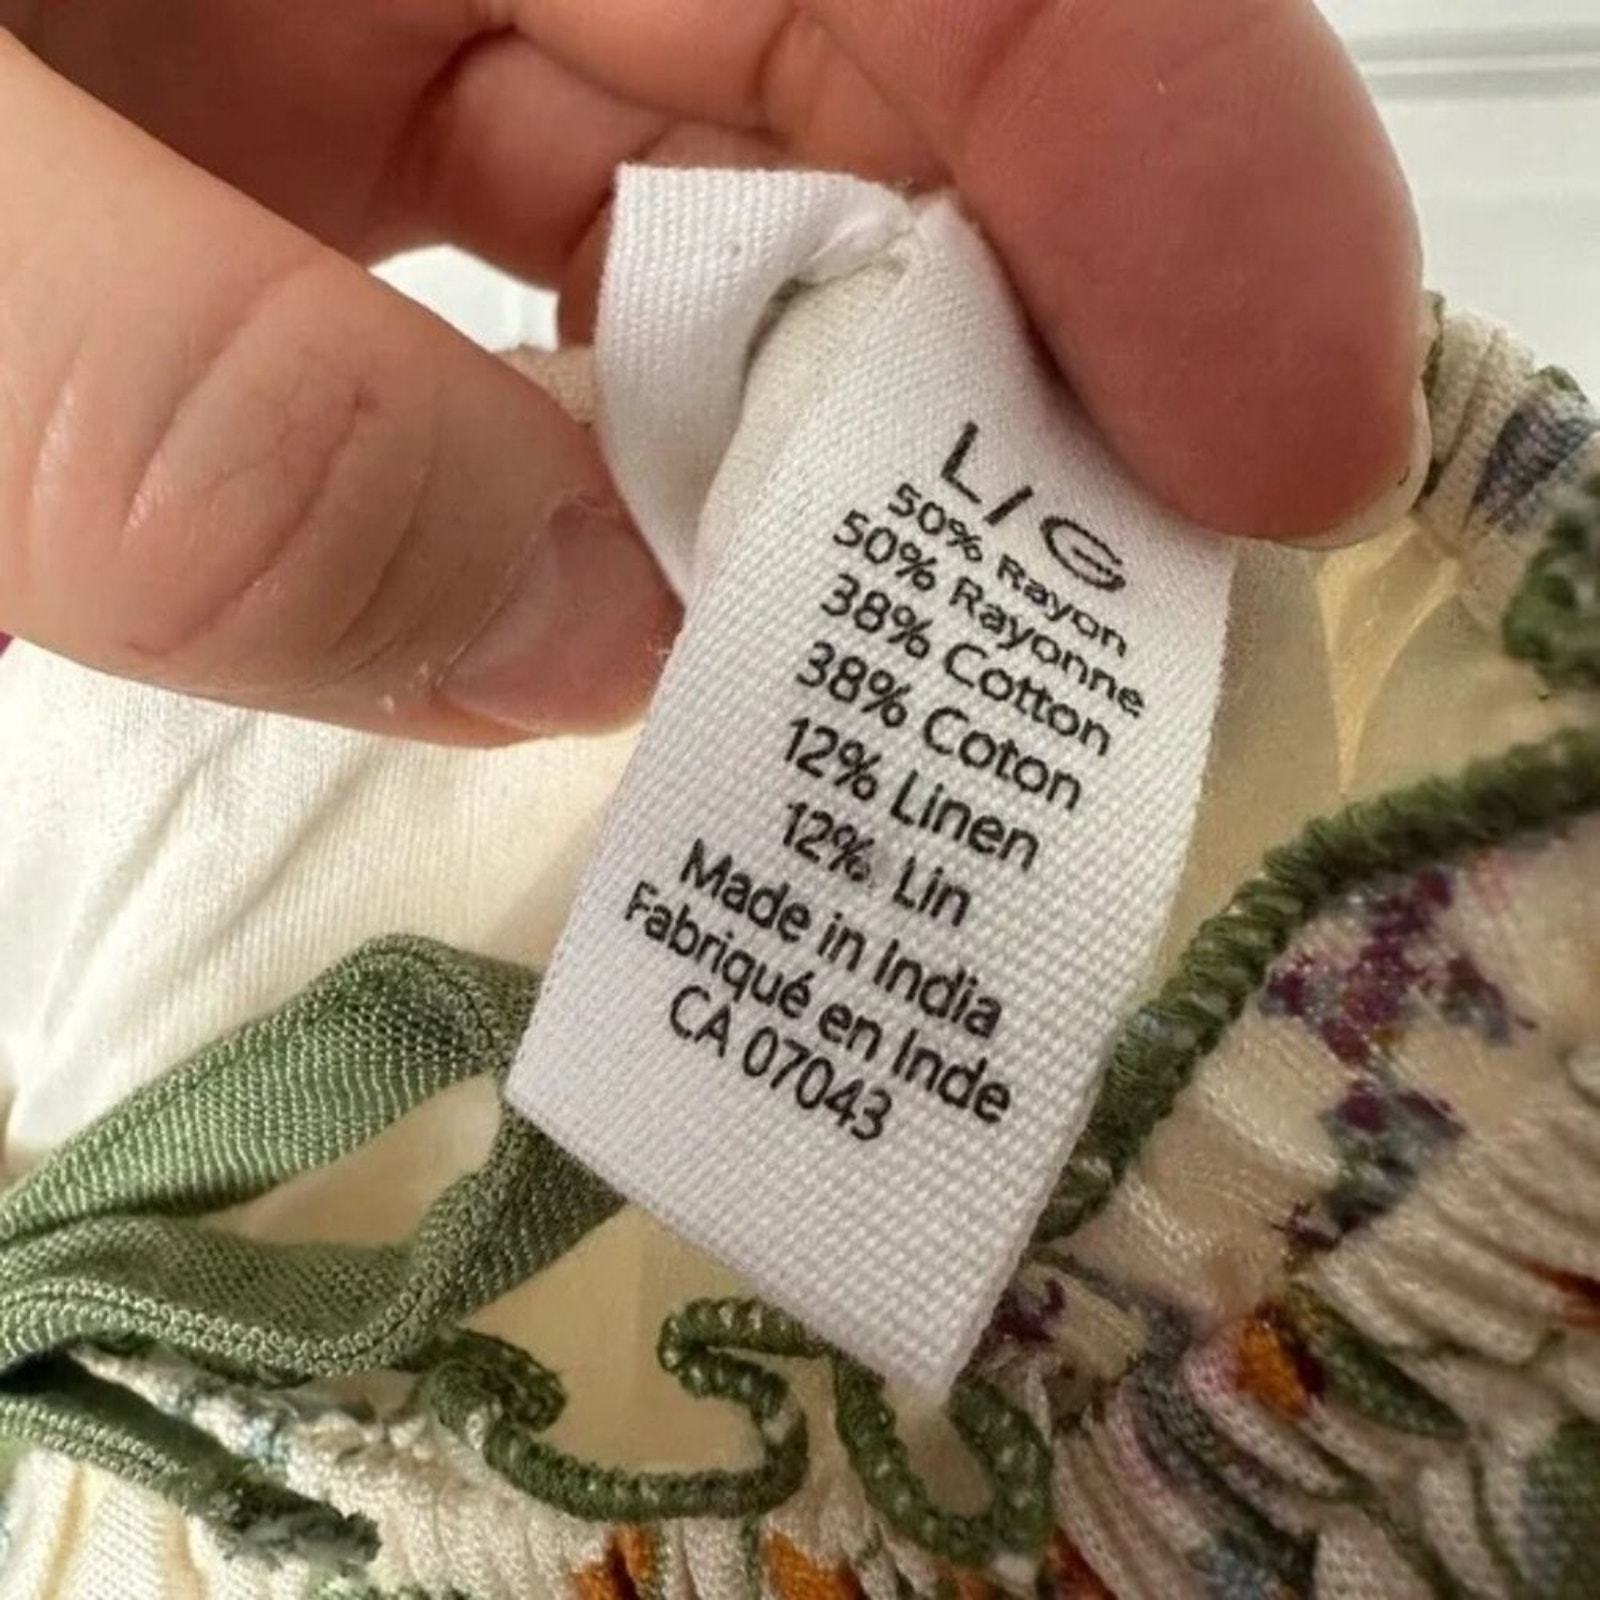 L/G
50% Rayon
50% Rayonne
38% Cotton
38% Coton
12% Linen
12% Lin
Made in India
Fabriqué en Inde
CA 07043